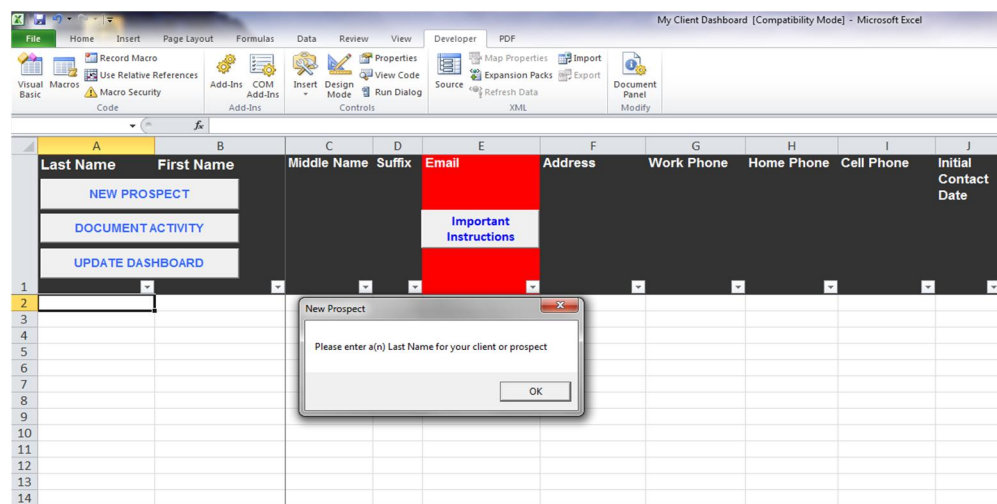 My Client Dashboard [Compatibility Mode] - Microsoft Excel
File Home Insert Page Layout Formulas Data Review View Developer PDF
Visual Basic
Macros
Record Macro
Use Relative References
Macro Security
Code
Add-Ins
COM Add-Ins
Add-Ins
Insert
Design Mode
Properties
View Code
Run Dialog
Controls
Source
Map Properties
Expansion Packs
Refresh Data
Import
Export
XML
Document Panel
Modify
fx
A B C D E F G H I J
Last Name First Name Middle Name Suffix Email Address Work Phone Home Phone Cell Phone Initial
Contact
Date
NEW PROSPECT
DOCUMENT ACTIVITY
UPDATE DASHBOARD
Important
Instructions
1
2
3
4
5
6
7
8
9
10
11
12
13
14
New Prospect
Please enter a(n) Last Name for your client or prospect
OK